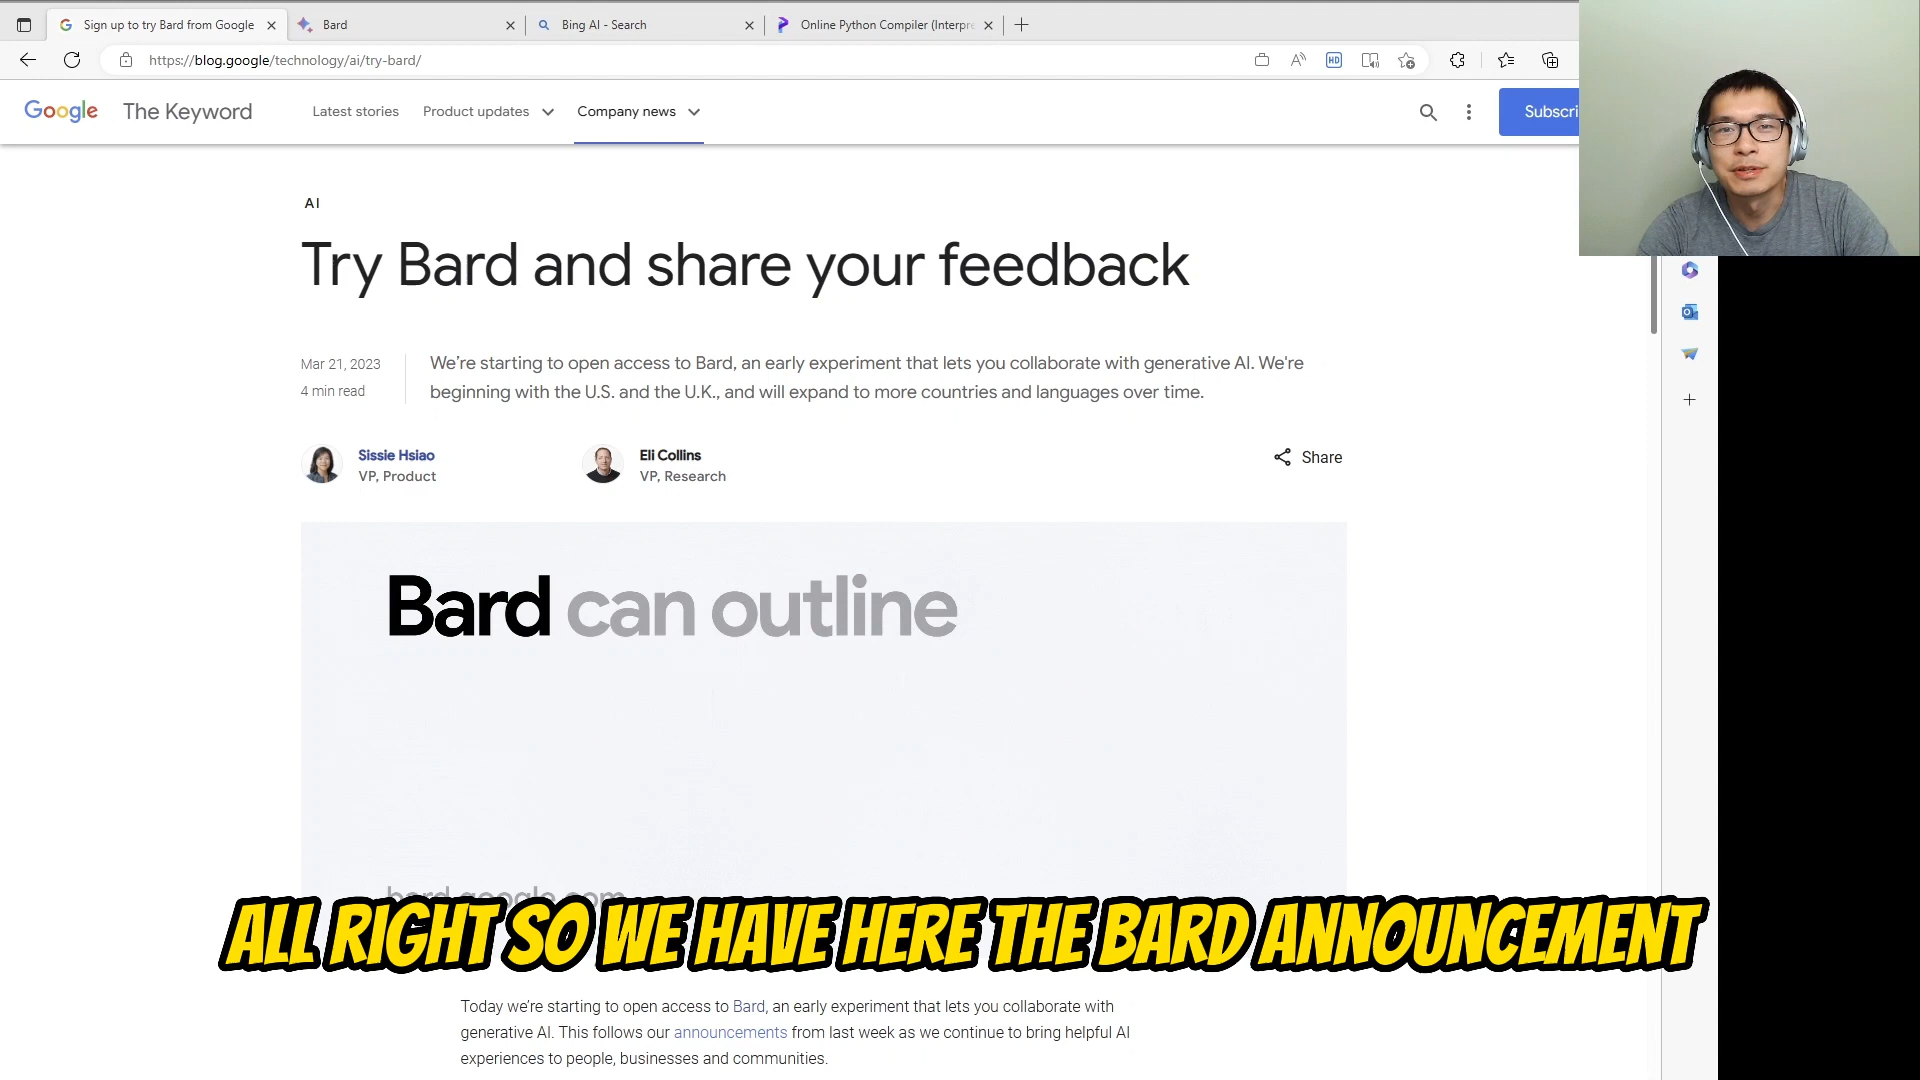 Sign up to try Bard from Google
Bard
Bing AI - Search
Online Python Compiler (Interpre
https://blog.google/technology/ai/try-bard/
HD
Google The Keyword
Latest stories
Product updates
Company news
Subscri
AI
Try Bard and share your feedback
Mar 21, 2023
4 min read
We’re starting to open access to Bard, an early experiment that lets you collaborate with generative AI. We're
beginning with the U.S. and the U.K., and will expand to more countries and languages over time.
Sissie Hsiao
VP, Product
Eli Collins
VP, Research
Share
Bard can outline
bard.google.com
ALL RIGHT SO WE HAVE HERE THE BARD ANNOUNCEMENT
Today we’re starting to open access to Bard, an early experiment that lets you collaborate with
generative AI. This follows our announcements from last week as we continue to bring helpful AI
experiences to people, businesses and communities.